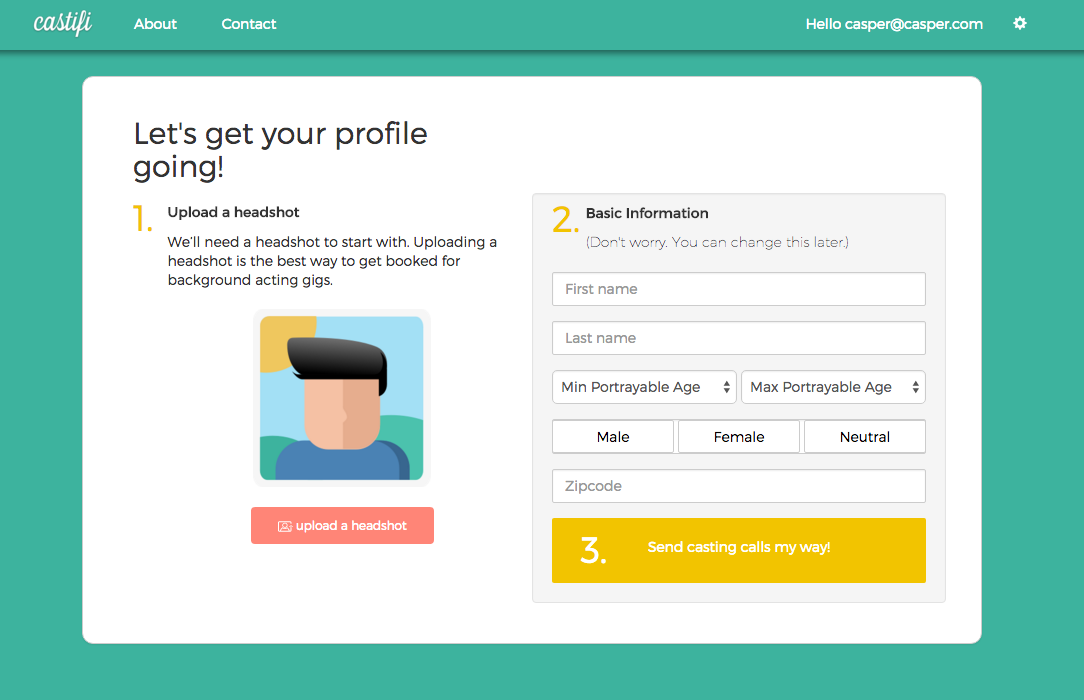 castifi
About
Contact
Hello casper@casper.com
Let's get your profile
going!
1.
Upload a headshot
We'll need a headshot to start with. Uploading a
headshot is the best way to get booked for
background acting gigs.
upload a headshot
2.
Basic Information
(Don't worry. You can change this later.)
First name
Last name
Min Portrayable Age
Max Portrayable Age
Male
Female
Neutral
Zipcode
3.
Send casting calls my way!